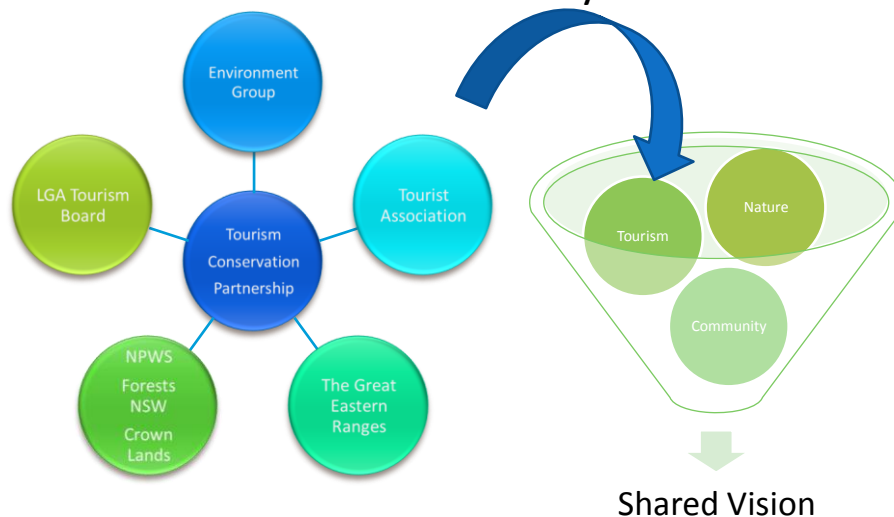 Environment
Group
LGA Tourism
Board
Tourist
Association
Tourism
Conservation
Partnership
NPWS
Forests
NSW
Crown
Lands
The Great
Eastern
Ranges
Tourism
Nature
Community
Shared Vision